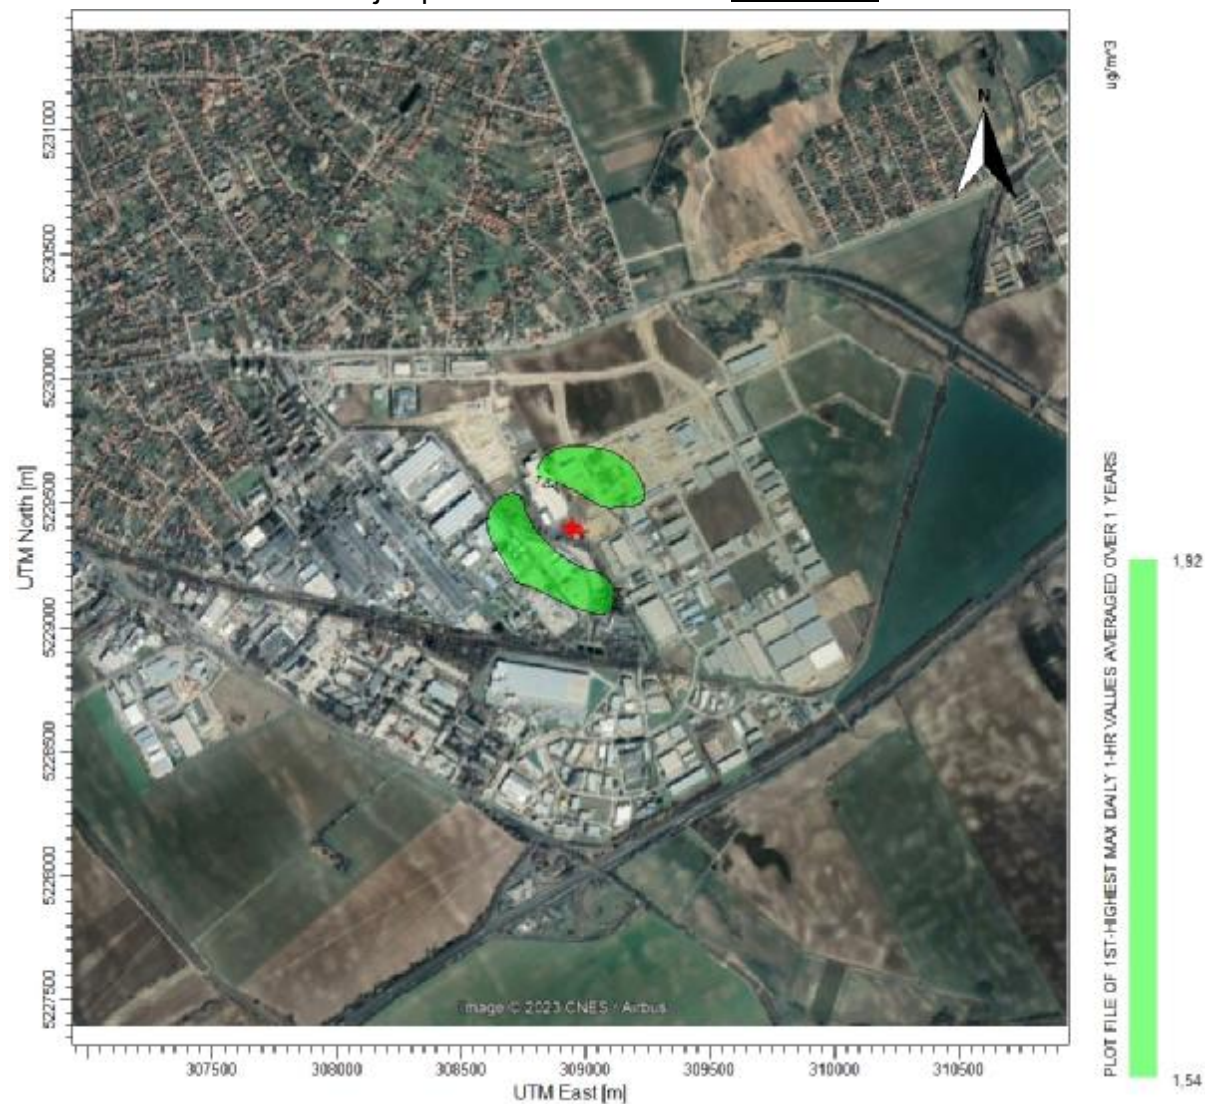 N
ug/m^3
UTM North [m]
5231000
5230500
5230000
5229500
5229000
5228500
5228000
5227500
307500
308000
308500
309000
309500
310000
310500
UTM East [m]
Image © 2023 CNES / Airbus
PLOT FILE OF 1ST-HIGHEST MAX DAILY 1-HR VALUES AVERAGED OVER 1 YEARS
1,92
1,54